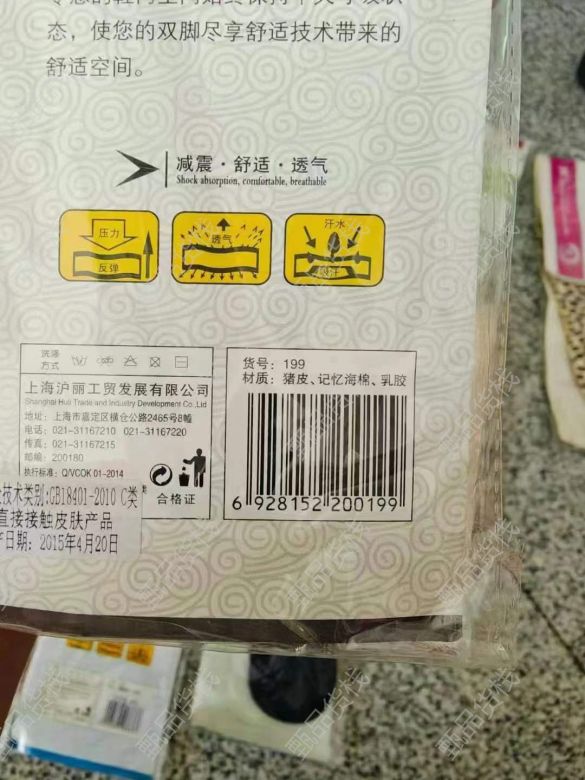 态，使您的双脚尽享舒适技术带来的
舒适空间。
减震·舒适·透气
Shock absorption, comfortable, breathable
压力
反弹
透气
汗水
吸汗
洗涤
方式
上海沪丽工贸发展有限公司
Shanghai Hui Trade and Industry Development Co.,Ltd
地址：上海市嘉定区横仓公路2465号8幢
电话：021-31167210 021-31167220
传真：021-31167215
邮编：200180
执行标准：Q/VCOK 01-2014
合格证
技术类别:GB18401-2010 C类
直接接触皮肤产品
日期：2015年4月20日
货号：199
材质：猪皮、记忆海棉、乳胶
6 928152 200199
甄品货栈